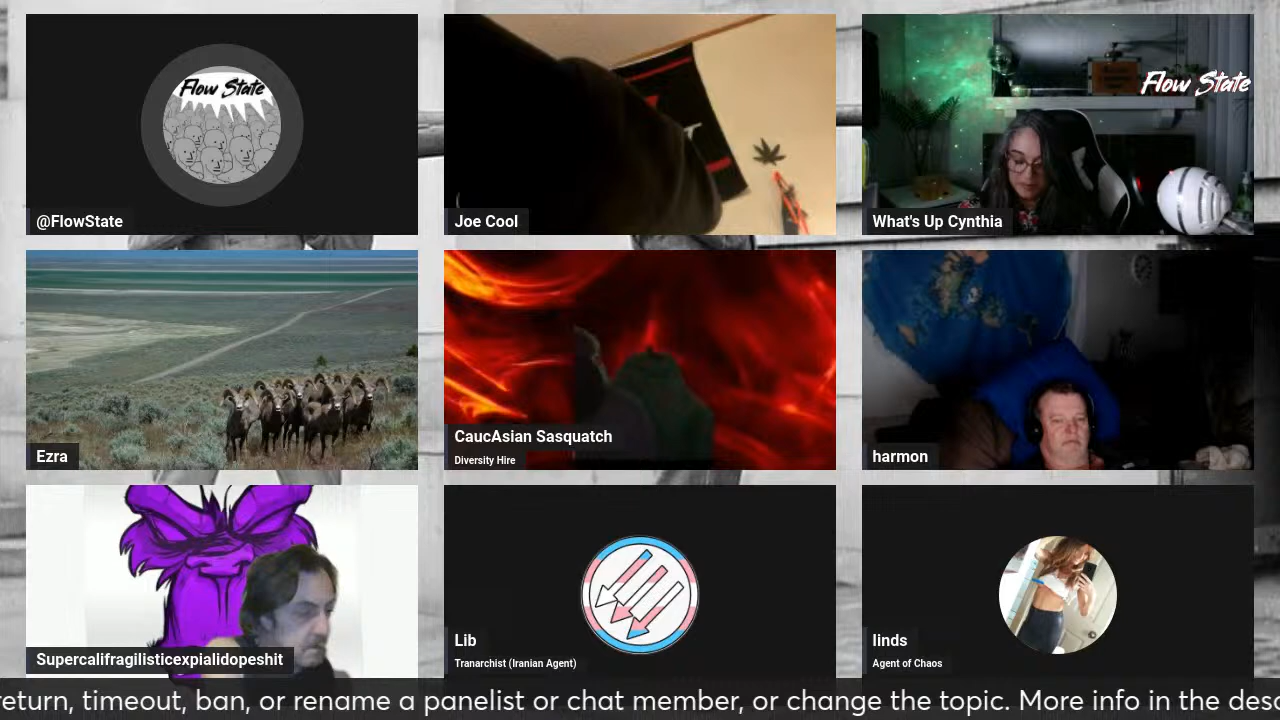 Flow State
@FlowState
Joe Cool
Flow State
What's Up Cynthia
Ezra
CaucAsian Sasquatch
Diversity Hire
harmon
Supercalifragilisticexpialidopeshit
Lib
Tranarchist (Iranian Agent)
linds
Agent of Chaos
return, timeout, ban, or rename a panelist or chat member, or change the topic. More info in the desc